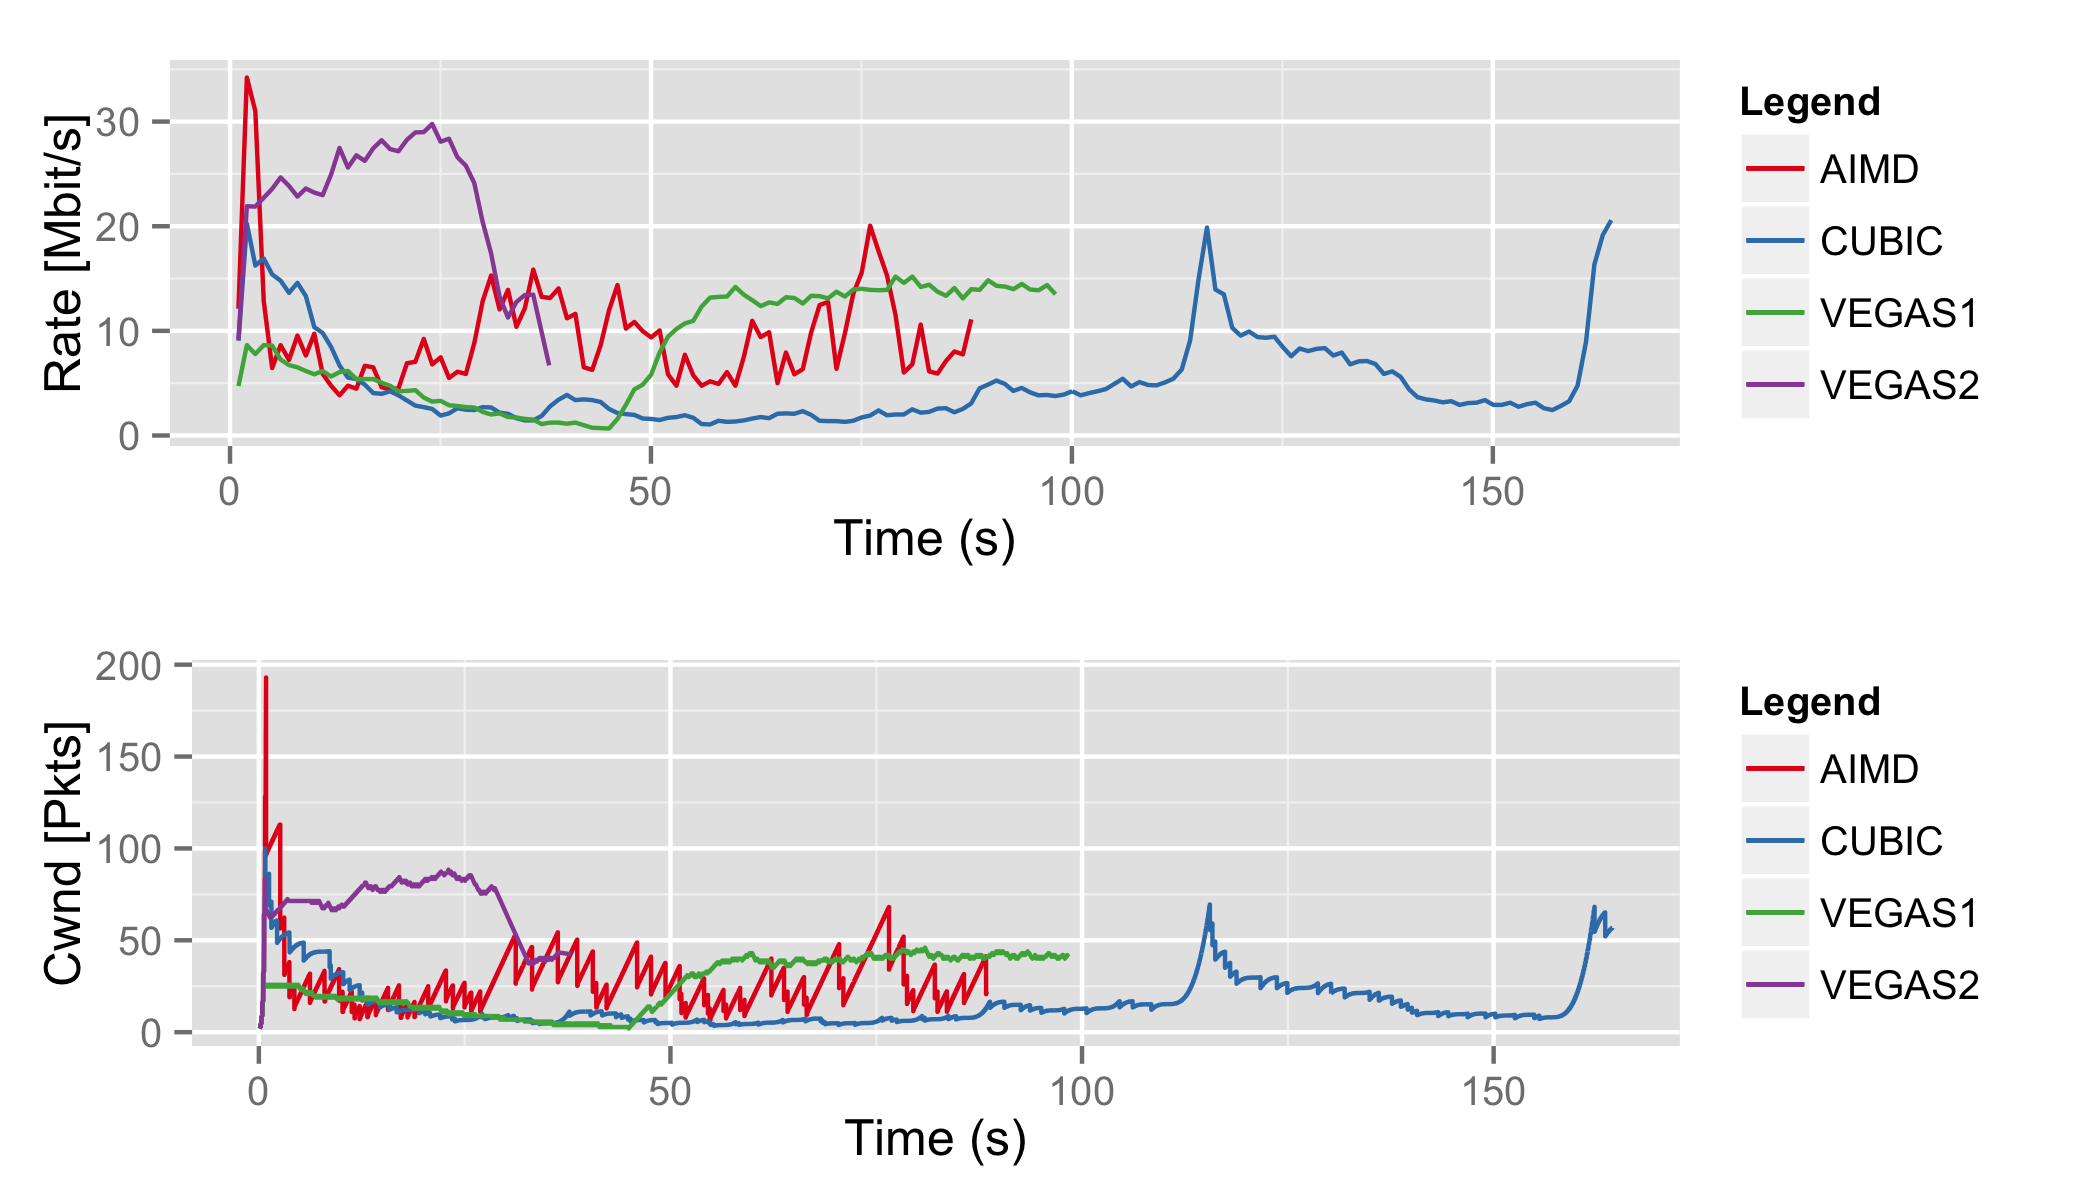 Rate [Mbit/s]
30
20
10
0
0 50 100 150
Time (s)
Legend
AIMD
CUBIC
VEGAS1
VEGAS2
Cwnd [Pkts]
200
150
100
50
0
0 50 100 150
Time (s)
Legend
AIMD
CUBIC
VEGAS1
VEGAS2